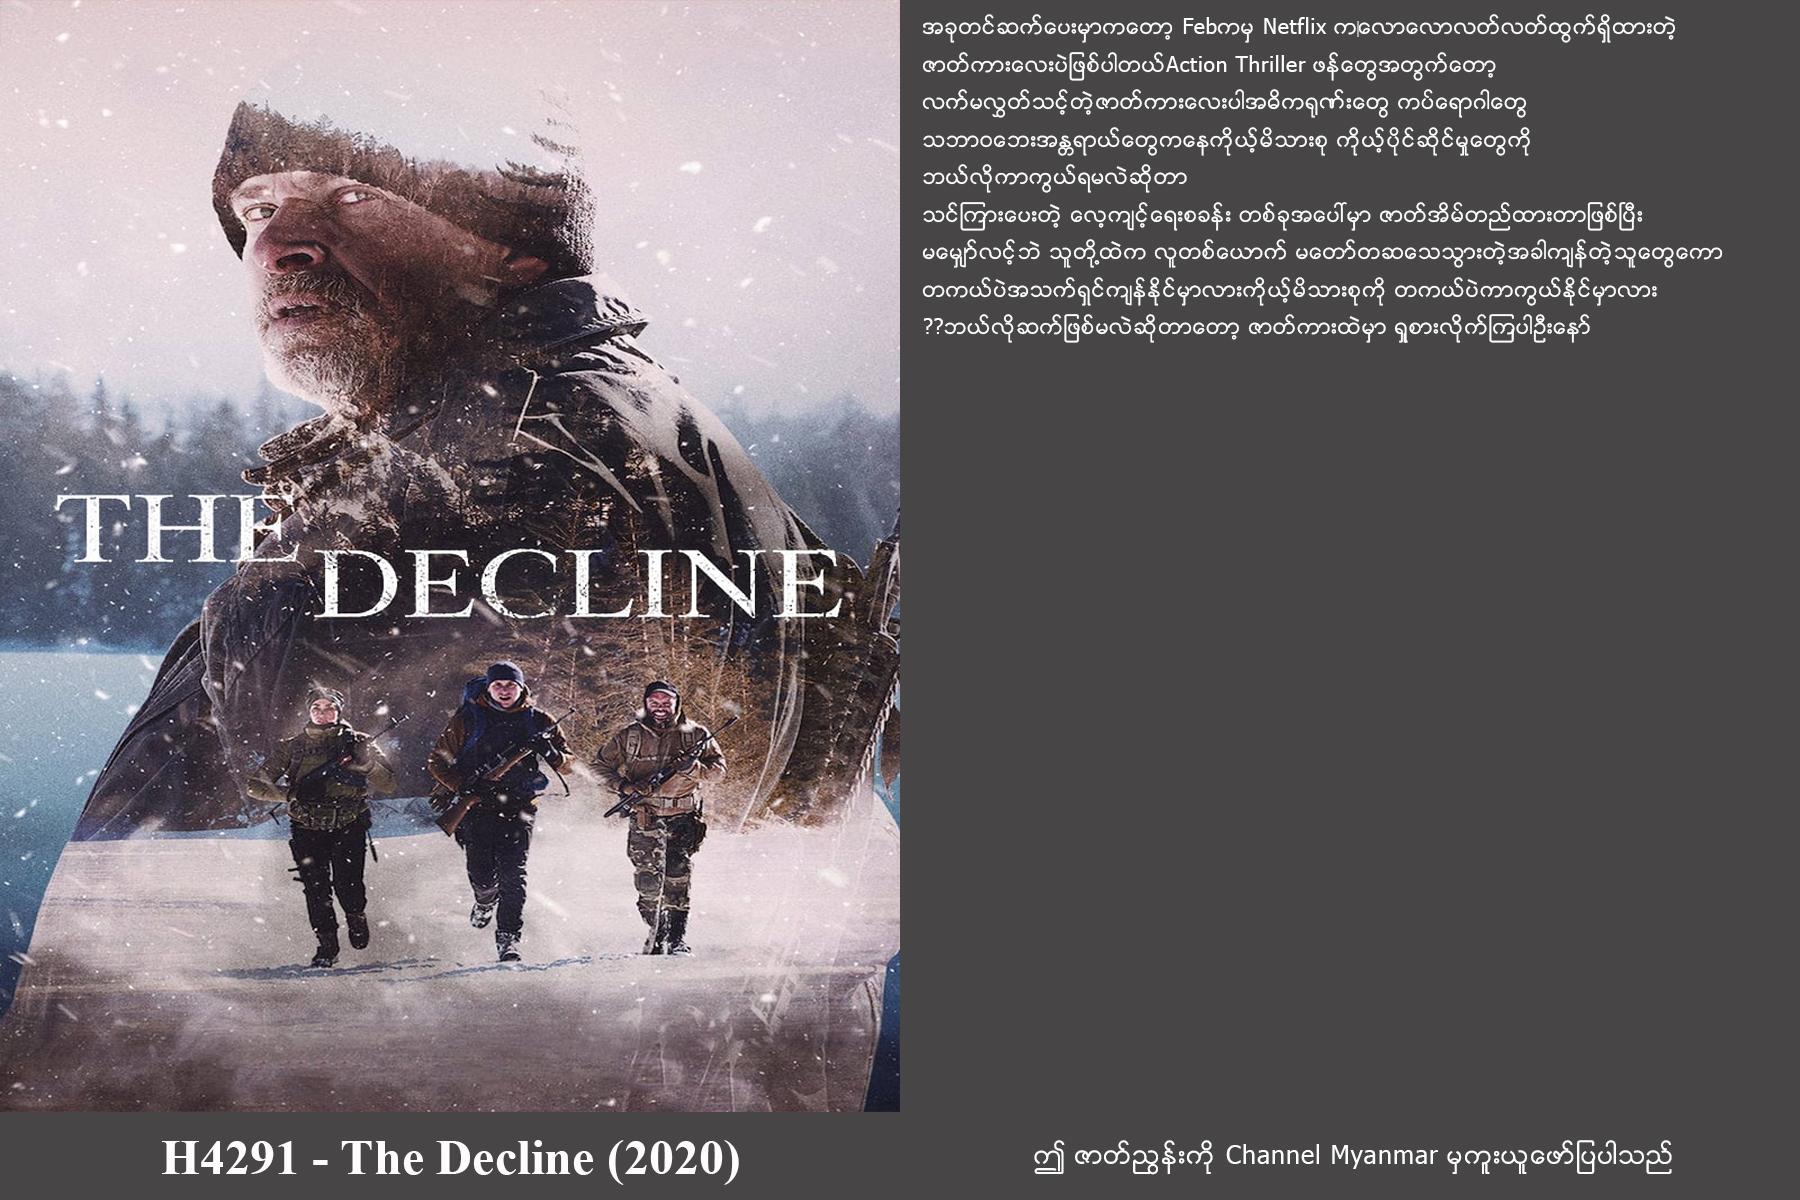 THE
DECLINE
H4291 - The Decline (2020)
အခုတင်ဆက်ပေးမှာကတော့ Febကမှ Netflix ကလောလောလတ်လတ်ထွက်ရှိထားတဲ့
ဇာတ်ကားလေးပဲဖြစ်ပါတယ်Action Thriller ဖန်တွေအတွက်တော့
လက်မလွှတ်သင့်တဲ့ဇာတ်ကားလေးပါအဓိကရုဏ်းတွေ ကပ်ရောဂါတွေ
သဘာဝဘေးအန္တရာယ်တွေကနေကိုယ့်မိသားစု ကိုယ့်ပိုင်ဆိုင်မှုတွေကို
ဘယ်လိုကာကွယ်ရမလဲဆိုတာ
သင်ကြားပေးတဲ့ လေ့ကျင့်ရေးစခန်း တစ်ခုအပေါ်မှာ ဇာတ်အိမ်တည်ထားတာဖြစ်ပြီး
မမျှော်လင့်ဘဲ သူတို့ထဲက လူတစ်ယောက် မတော်တဆသေသွားတဲ့အခါကျန်တဲ့သူတွေကော
တကယ်ပဲအသက်ရှင်ကျန်နိုင်မှာလားကိုယ့်မိသားစုကို တကယ်ပဲကာကွယ်နိုင်မှာလား
??ဘယ်လိုဆက်ဖြစ်မလဲဆိုတာတော့ ဇာတ်ကားထဲမှာ ရှုစားလိုက်ကြပါဦးနော်
ဤ ဇာတ်ညွှန်းကို Channel Myanmar မှကူးယူဖော်ပြပါသည်